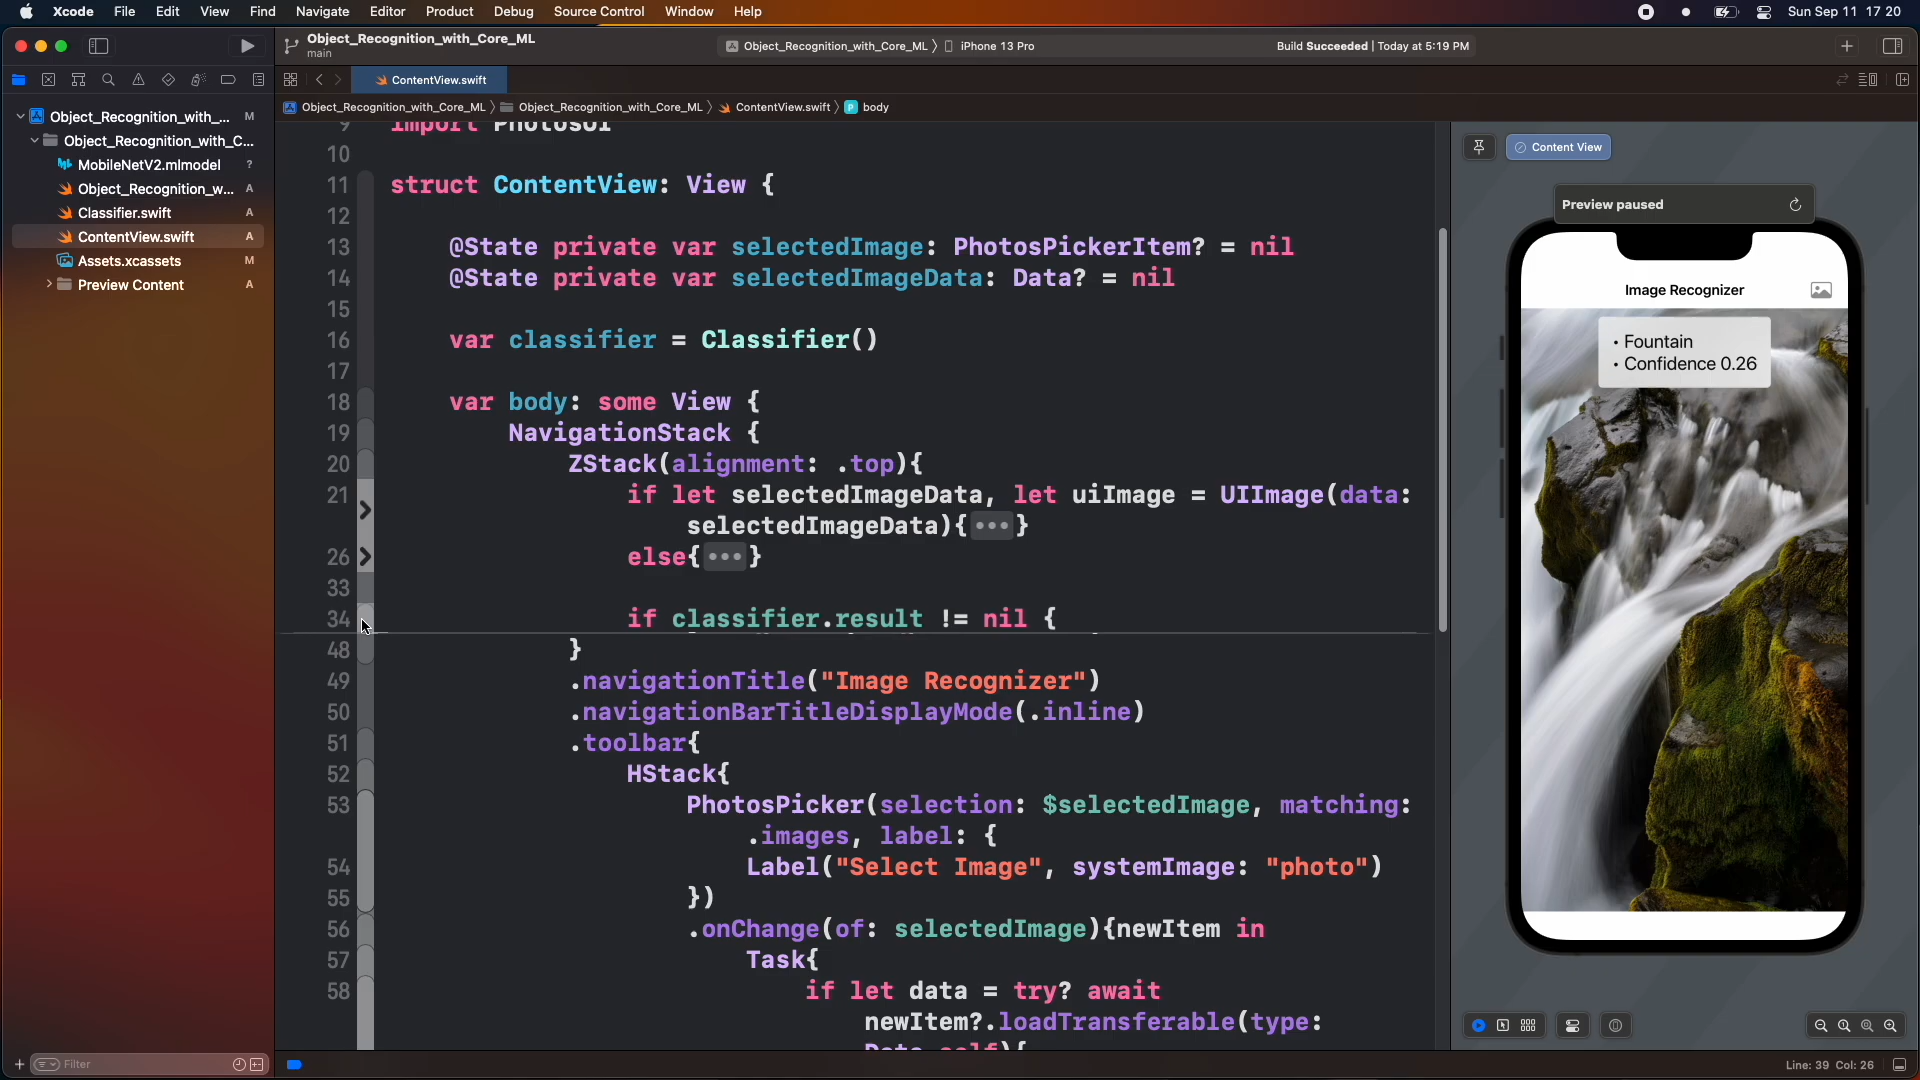 Xcode File Edit View Find Navigate Editor Product Debug Source Control Window Help
Sun Sep 11 17 20
Object_Recognition_with_Core_ML
main
Object_Recognition_with_Core_ML 〉 iPhone 13 Pro
Build Succeeded | Today at 5:19 PM
ContentView.swift
Object_Recognition_with_Core_ML 〉 Object_Recognition_with_Core_ML 〉 ContentView.swift 〉 P body
Object_Recognition_with_... M
Object_Recognition_with_C...
MobileNetV2.mlmodel ?
Object_Recognition_w... A
Classifier.swift A
ContentView.swift A
Assets.xcassets M
Preview Content A
9 import PhotosUI
10
11 struct ContentView: View {
12
13 @State private var selectedImage: PhotosPickerItem? = nil
14 @State private var selectedImageData: Data? = nil
15
16 var classifier = Classifier()
17
18 var body: some View {
19 NavigationStack {
20 ZStack(alignment: .top){
21 if let selectedImageData, let uiImage = UIImage(data:
selectedImageData){•••}
26 else{•••}
33
34 if classifier.result != nil {
48 }
49 .navigationTitle("Image Recognizer")
50 .navigationBarTitleDisplayMode(.inline)
51 .toolbar{
52 HStack{
53 PhotosPicker(selection: $selectedImage, matching:
.images, label: {
54 Label("Select Image", systemImage: "photo")
55 })
56 .onChange(of: selectedImage){newItem in
57 Task{
58 if let data = try? await
newItem?.loadTransferable(type:
Data.self){
Content View
Preview paused
Image Recognizer
• Fountain
• Confidence 0.26
Filter
Line: 39 Col: 26